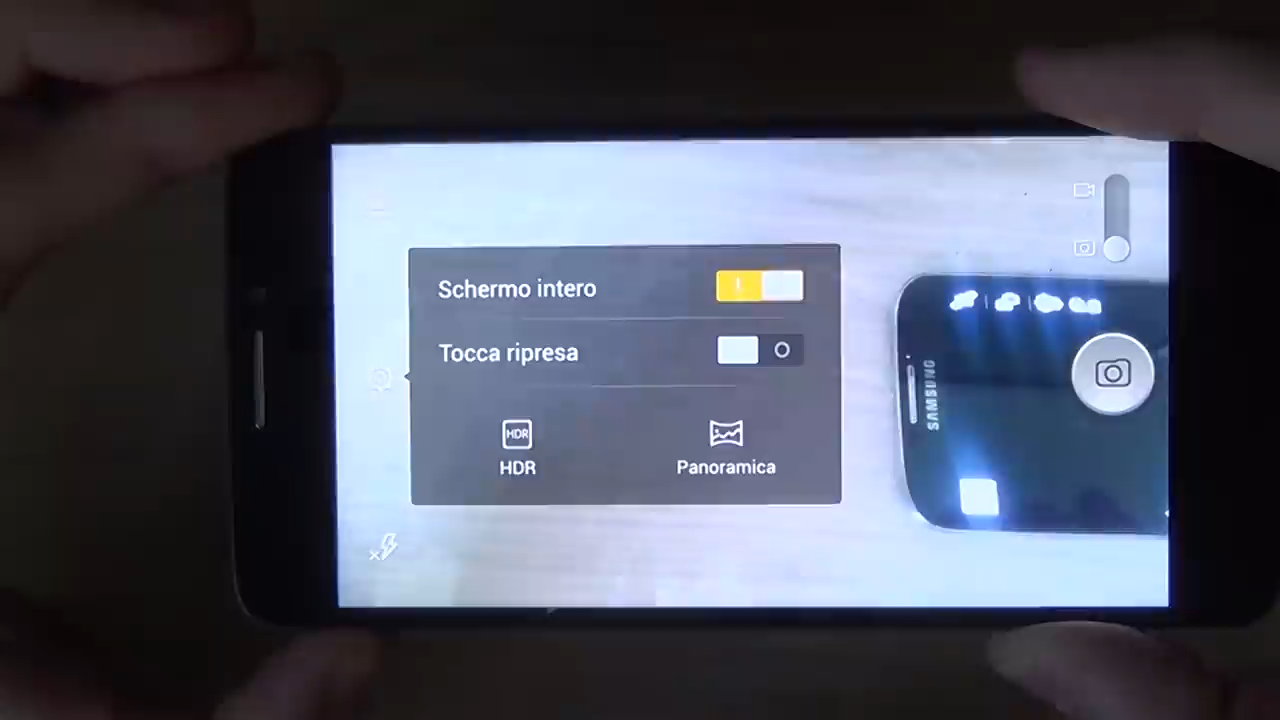 Schermo intero
Tocca ripresa
HDR
HDR
Panoramica
SAMSUNG